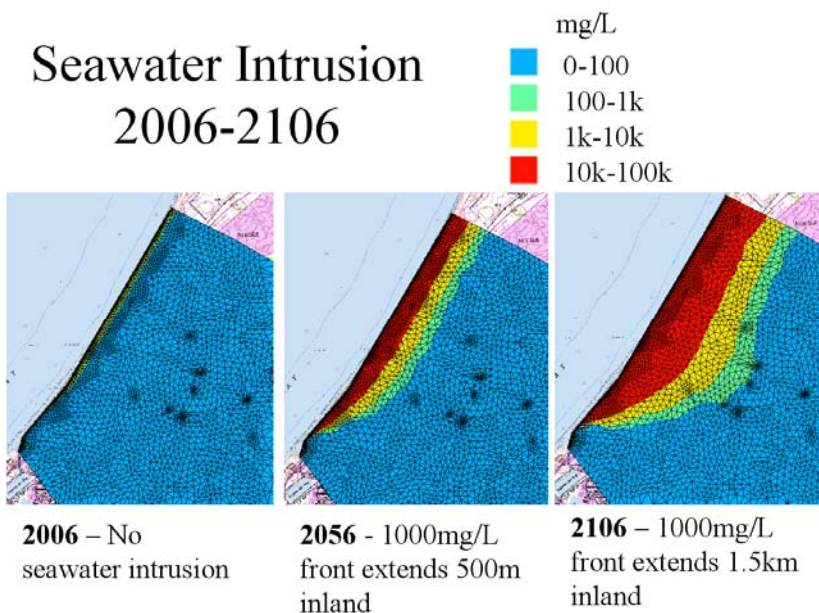 Seawater Intrusion
2006-2106
mg/L
0-100
100-1k
1k-10k
10k-100k
2006 – No
seawater intrusion
2056 - 1000mg/L
front extends 500m
inland
2106 – 1000mg/L
front extends 1.5km
inland